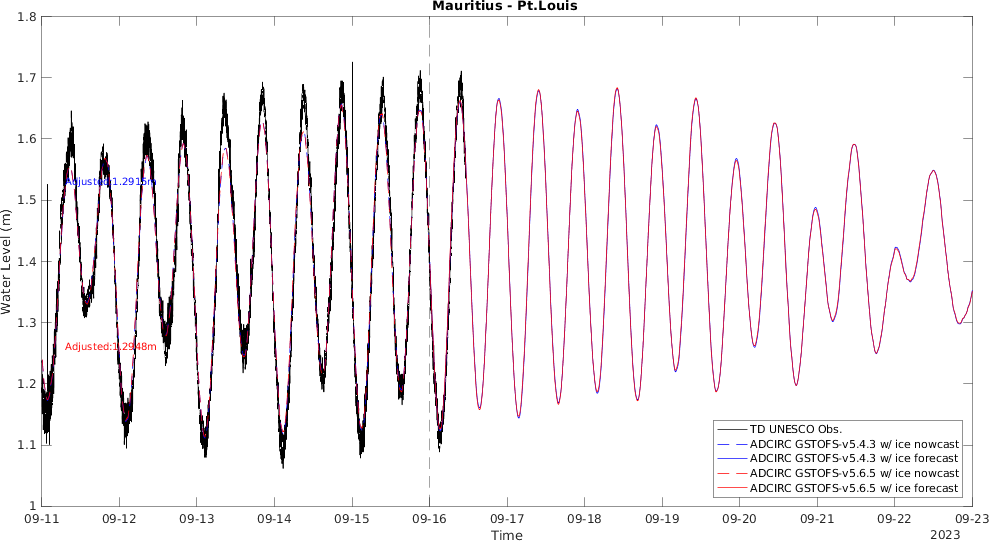 Mauritius - Pt.Louis
1.8
1.7
1.6
1.5
1.4
1.3
1.2
1.1
1
Water Level (m)
Adjusted:1.2915m
Adjusted:1.2948m
TD UNESCO Obs.
ADCIRC GSTOFS-v5.4.3 w/ ice nowcast
ADCIRC GSTOFS-v5.4.3 w/ ice forecast
ADCIRC GSTOFS-v5.6.5 w/ ice nowcast
ADCIRC GSTOFS-v5.6.5 w/ ice forecast
09-11 09-12 09-13 09-14 09-15 09-16 09-17 09-18 09-19 09-20 09-21 09-22 09-23
Time
2023